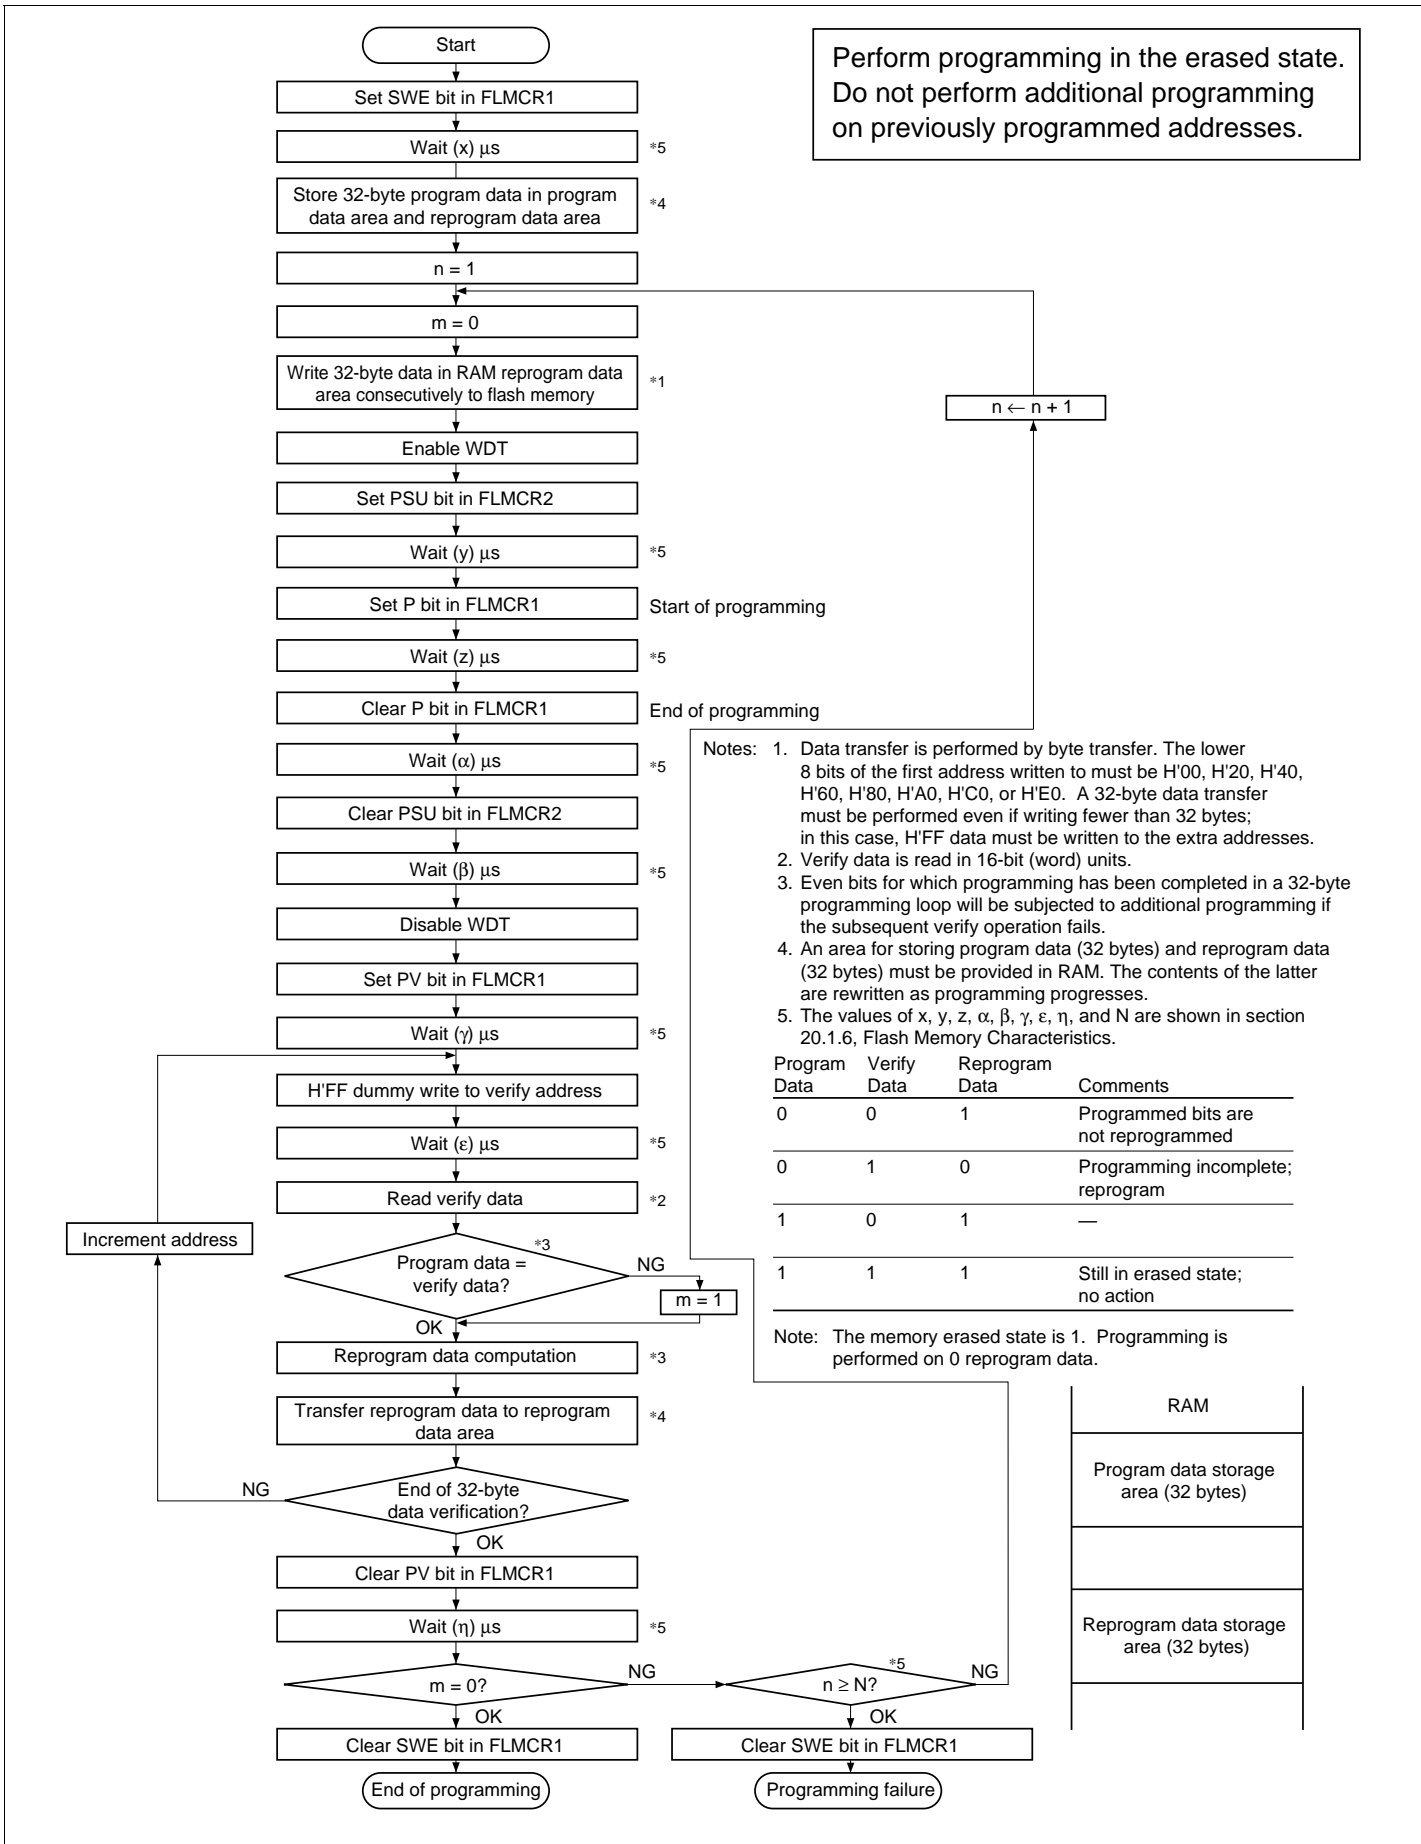 Start
Perform programming in the erased state.
Do not perform additional programming
on previously programmed addresses.
Set SWE bit in FLMCR1
Wait (x) µs
*5
Store 32-byte program data in program
data area and reprogram data area
*4
n = 1
m = 0
Write 32-byte data in RAM reprogram data
area consecutively to flash memory
*1
n ← n + 1
Enable WDT
Set PSU bit in FLMCR2
Wait (y) µs
*5
Set P bit in FLMCR1
Start of programming
Wait (z) µs
*5
Clear P bit in FLMCR1
End of programming
Wait (α) µs
*5
Clear PSU bit in FLMCR2
Wait (β) µs
*5
Disable WDT
Set PV bit in FLMCR1
Wait (γ) µs
*5
H'FF dummy write to verify address
Wait (ε) µs
*5
Read verify data
*2
Increment address
*3
Program data =
verify data?
NG
m = 1
OK
Reprogram data computation
*3
Transfer reprogram data to reprogram
data area
*4
NG
End of 32-byte
data verification?
OK
Clear PV bit in FLMCR1
Wait (η) µs
*5
m = 0?
NG
*5
n ≥ N?
NG
OK
OK
Clear SWE bit in FLMCR1
Clear SWE bit in FLMCR1
End of programming
Programming failure
Notes: 1. Data transfer is performed by byte transfer. The lower
8 bits of the first address written to must be H'00, H'20, H'40,
H'60, H'80, H'A0, H'C0, or H'E0. A 32-byte data transfer
must be performed even if writing fewer than 32 bytes;
in this case, H'FF data must be written to the extra addresses.
2. Verify data is read in 16-bit (word) units.
3. Even bits for which programming has been completed in a 32-byte
programming loop will be subjected to additional programming if
the subsequent verify operation fails.
4. An area for storing program data (32 bytes) and reprogram data
(32 bytes) must be provided in RAM. The contents of the latter
are rewritten as programming progresses.
5. The values of x, y, z, α, β, γ, ε, η, and N are shown in section
20.1.6, Flash Memory Characteristics.
Program Verify Reprogram
Data Data Data Comments
0 0 1 Programmed bits are
not reprogrammed
0 1 0 Programming incomplete;
reprogram
1 0 1 —
1 1 1 Still in erased state;
no action
Note: The memory erased state is 1. Programming is
performed on 0 reprogram data.
RAM
Program data storage
area (32 bytes)
Reprogram data storage
area (32 bytes)